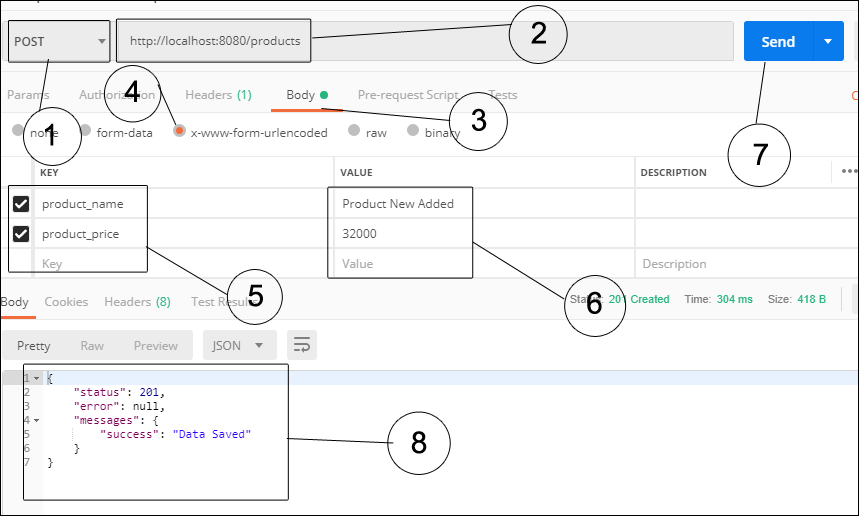 POST http://localhost:8080/products 2 Send
Params Authorization Headers (1) Body Pre-request Script Tests
4 3
1 none form-data x-www-form-urlencoded raw binary 7
KEY VALUE DESCRIPTION •••
product_name Product New Added
product_price 32000
Key Value Description
5 6
Body Cookies Headers (8) Test Results Status: 201 Created Time: 304 ms Size: 418 B
Pretty Raw Preview JSON
1 {
2 "status": 201,
3 "error": null,
4 "messages": {
5 "success": "Data Saved"
6 }
7 }
8